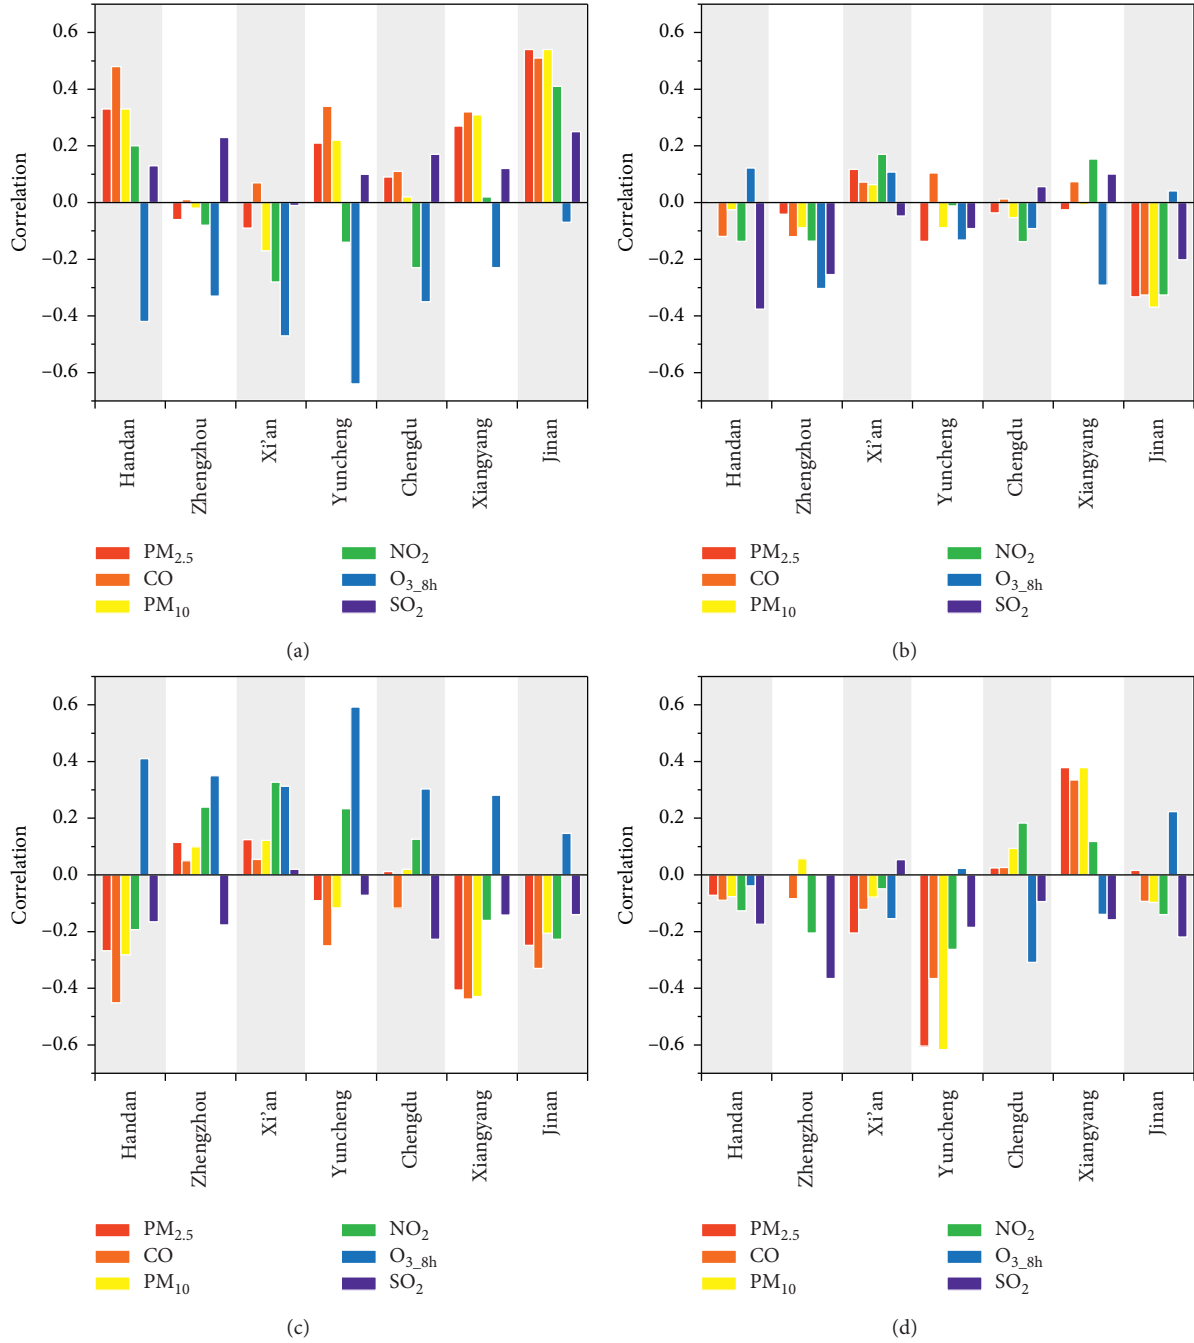 0.6
0.4
0.2
0.0
−0.2
−0.4
−0.6
Correlation
Handan
Zhengzhou
Xi'an
Yuncheng
Chengdu
Xiangyang
Jinan
PM2.5
CO
PM10
NO2
O3_8h
SO2
(a)
0.6
0.4
0.2
0.0
−0.2
−0.4
−0.6
Correlation
Handan
Zhengzhou
Xi'an
Yuncheng
Chengdu
Xiangyang
Jinan
PM2.5
CO
PM10
NO2
O3_8h
SO2
(b)
0.6
0.4
0.2
0.0
−0.2
−0.4
−0.6
Correlation
Handan
Zhengzhou
Xi'an
Yuncheng
Chengdu
Xiangyang
Jinan
PM2.5
CO
PM10
NO2
O3_8h
SO2
(c)
0.6
0.4
0.2
0.0
−0.2
−0.4
−0.6
Correlation
Handan
Zhengzhou
Xi'an
Yuncheng
Chengdu
Xiangyang
Jinan
PM2.5
CO
PM10
NO2
O3_8h
SO2
(d)